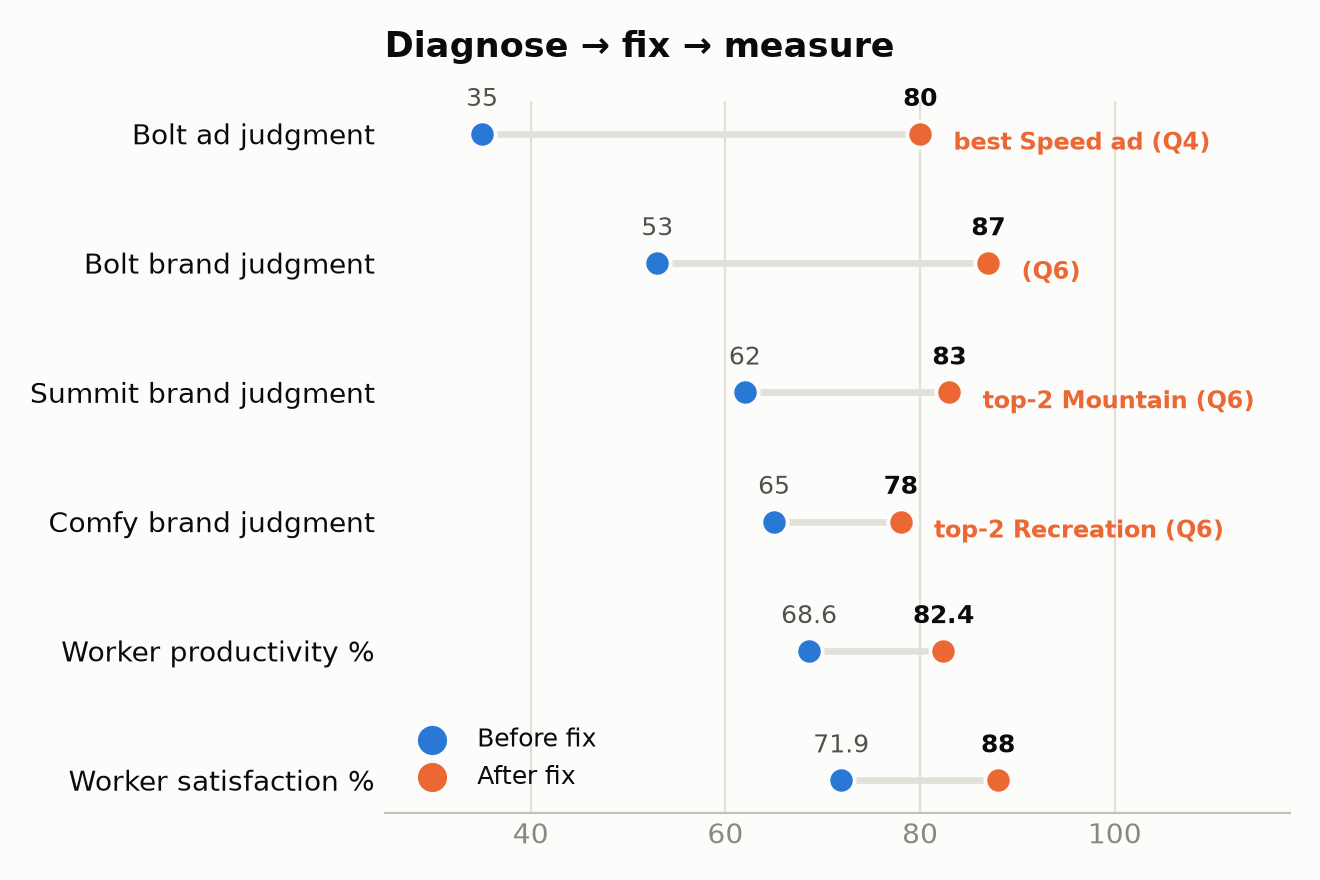 Diagnose → fix → measure
35
80
Bolt ad judgment
best Speed ad (Q4)
53
87
Bolt brand judgment
(Q6)
62
83
Summit brand judgment
top-2 Mountain (Q6)
65
78
Comfy brand judgment
top-2 Recreation (Q6)
68.6
82.4
Worker productivity %
71.9
88
Worker satisfaction %
Before fix
After fix
40
60
80
100